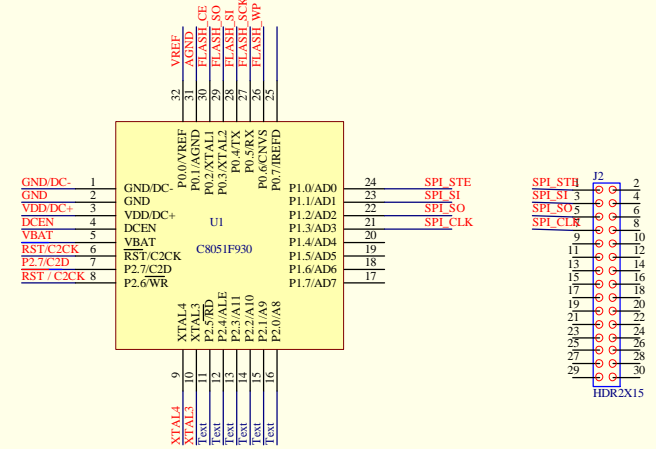 VREF
AGND
FLASH_CE
FLASH_SO
FLASH_SI
FLASH_SCK
FLASH_WP
32
31
30
29
28
27
26
25
P0.0/VREF
P0.1/AGND
P0.2/XTAL1
P0.3/XTAL2
P0.4/TX
P0.5/RX
P0.6/CNVS
P0.7/IREFD
GND/DC- 1 GND/DC-
GND 2 GND
VDD/DC+ 3 VDD/DC+
DCEN 4 DCEN
VBAT 5 VBAT
RST/C2CK 6 RST/C2CK
P2.7/C2D 7 P2.7/C2D
RST / C2CK 8 P2.6/WR
U1
C8051F930
P1.0/AD0 24 SPI_STE
P1.1/AD1 23 SPI_SI
P1.2/AD2 22 SPI_SO
P1.3/AD3 21 SPI_CLK
P1.4/AD4 20
P1.5/AD5 19
P1.6/AD6 18
P1.7/AD7 17
XTAL4
XTAL3
P2.5/RD
P2.4/ALE
P2.3/A11
P2.2/A10
P2.1/A9
P2.0/A8
9
10
11
12
13
14
15
16
XTAL4
XTAL3
Text
Text
Text
Text
Text
Text
J2
SPI_STE 1 2
SPI_SI 3 4
SPI_SO 5 6
SPI_CLK 7 8
9 10
11 12
13 14
15 16
17 18
19 20
21 22
23 24
25 26
27 28
29 30
HDR2X15